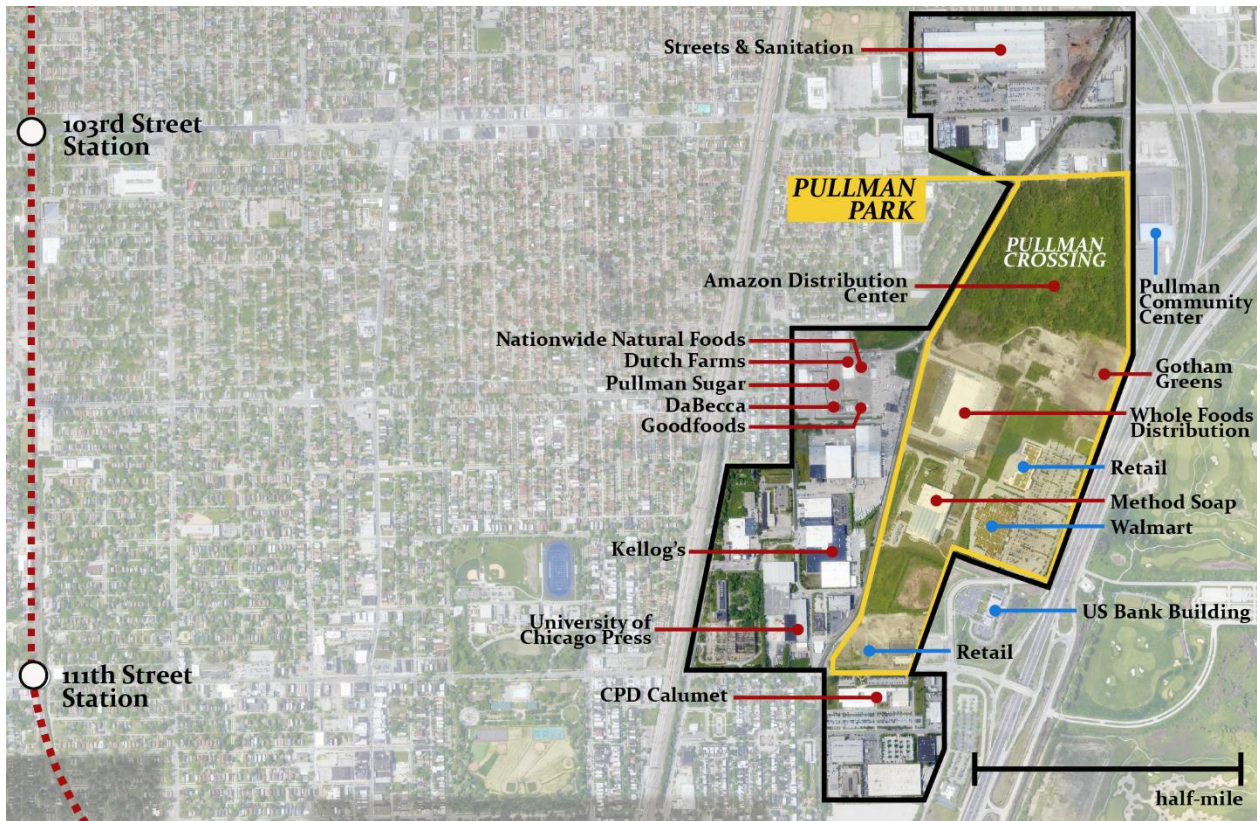 Streets & Sanitation
103rd Street
Station
PULLMAN
PARK
PULLMAN
CROSSING
Amazon Distribution
Center
Pullman
Community
Center
Nationwide Natural Foods
Dutch Farms
Pullman Sugar
DaBecca
Goodfoods
Gotham
Greens
Whole Foods
Distribution
Retail
Method Soap
Walmart
Kellog's
US Bank Building
University of
Chicago Press
Retail
111th Street
Station
CPD Calumet
half-mile